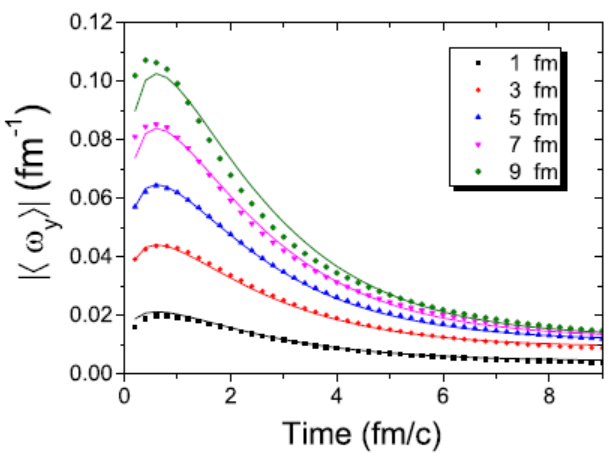 0.12
0.10
0.08
0.06
0.04
0.02
0.00
|⟨ ω_y⟩| (fm⁻¹)
1 fm
3 fm
5 fm
7 fm
9 fm
0 2 4 6 8
Time (fm/c)